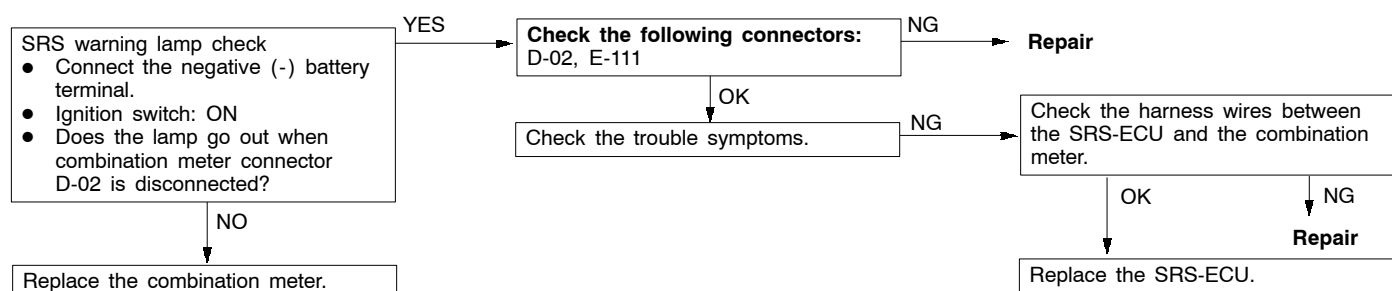 SRS warning lamp check
● Connect the negative (-) battery
terminal.
● Ignition switch: ON
● Does the lamp go out when
combination meter connector
D-02 is disconnected?
YES
NO
Replace the combination meter.
Check the following connectors:
D-02, E-111
NG
Repair
OK
Check the trouble symptoms.
NG
Check the harness wires between
the SRS-ECU and the combination
meter.
OK
NG
Repair
Replace the SRS-ECU.